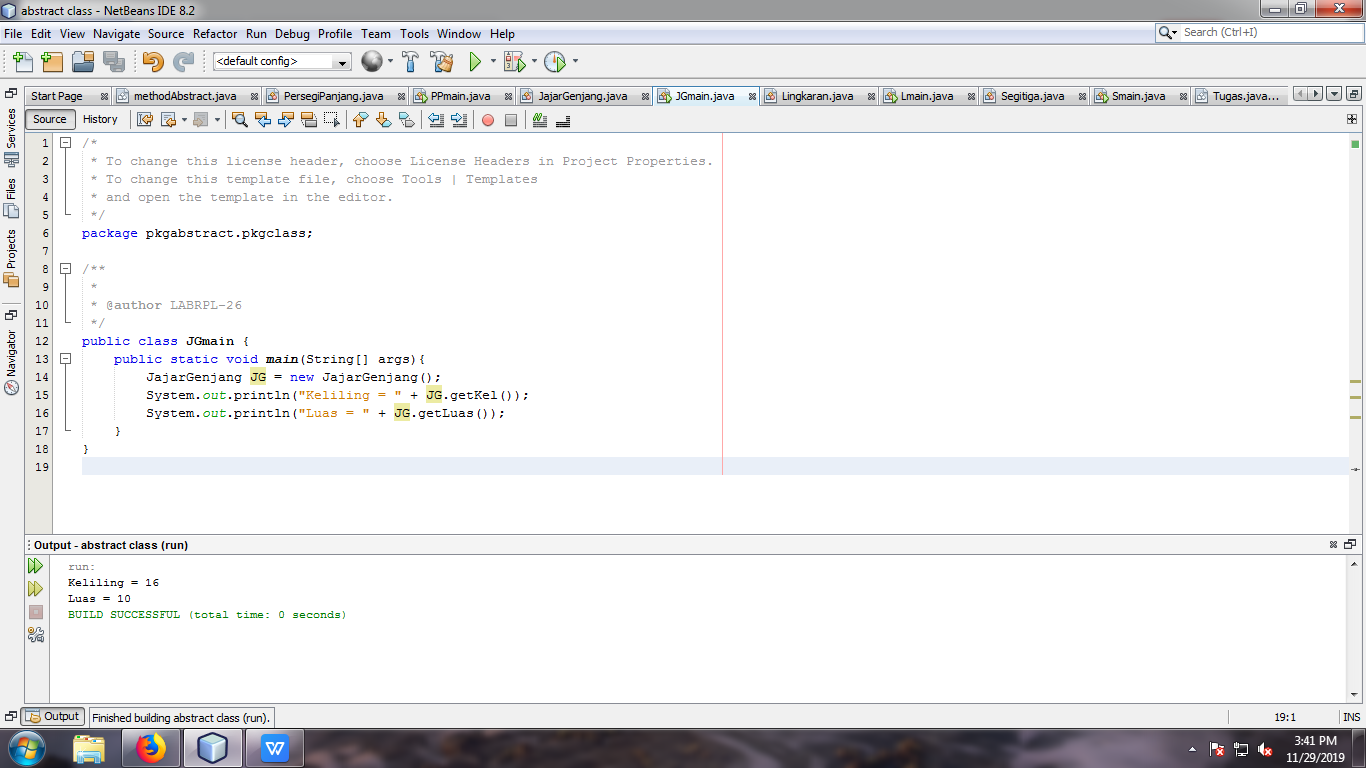 abstract class - NetBeans IDE 8.2
File Edit View Navigate Source Refactor Run Debug Profile Team Tools Window Help
Search (Ctrl+I)
<default config>
Start Page methodAbstract.java PersegiPanjang.java PPmain.java JajarGenjang.java JGmain.java Lingkaran.java Lmain.java Segitiga.java Smain.java Tugas.java...
Source History
Services
Files
Projects
Navigator
1 /*
2 * To change this license header, choose License Headers in Project Properties.
3 * To change this template file, choose Tools | Templates
4 * and open the template in the editor.
5 */
6 package pkgabstract.pkgclass;
7
8 /**
9 *
10 * @author LABRPL-26
11 */
12 public class JGmain {
13 public static void main(String[] args){
14 JajarGenjang JG = new JajarGenjang();
15 System.out.println("Keliling = " + JG.getKel());
16 System.out.println("Luas = " + JG.getLuas());
17 }
18 }
19
Output - abstract class (run)
run:
Keliling = 16
Luas = 10
BUILD SUCCESSFUL (total time: 0 seconds)
Output Finished building abstract class (run). 19:1 INS
3:41 PM
11/29/2019